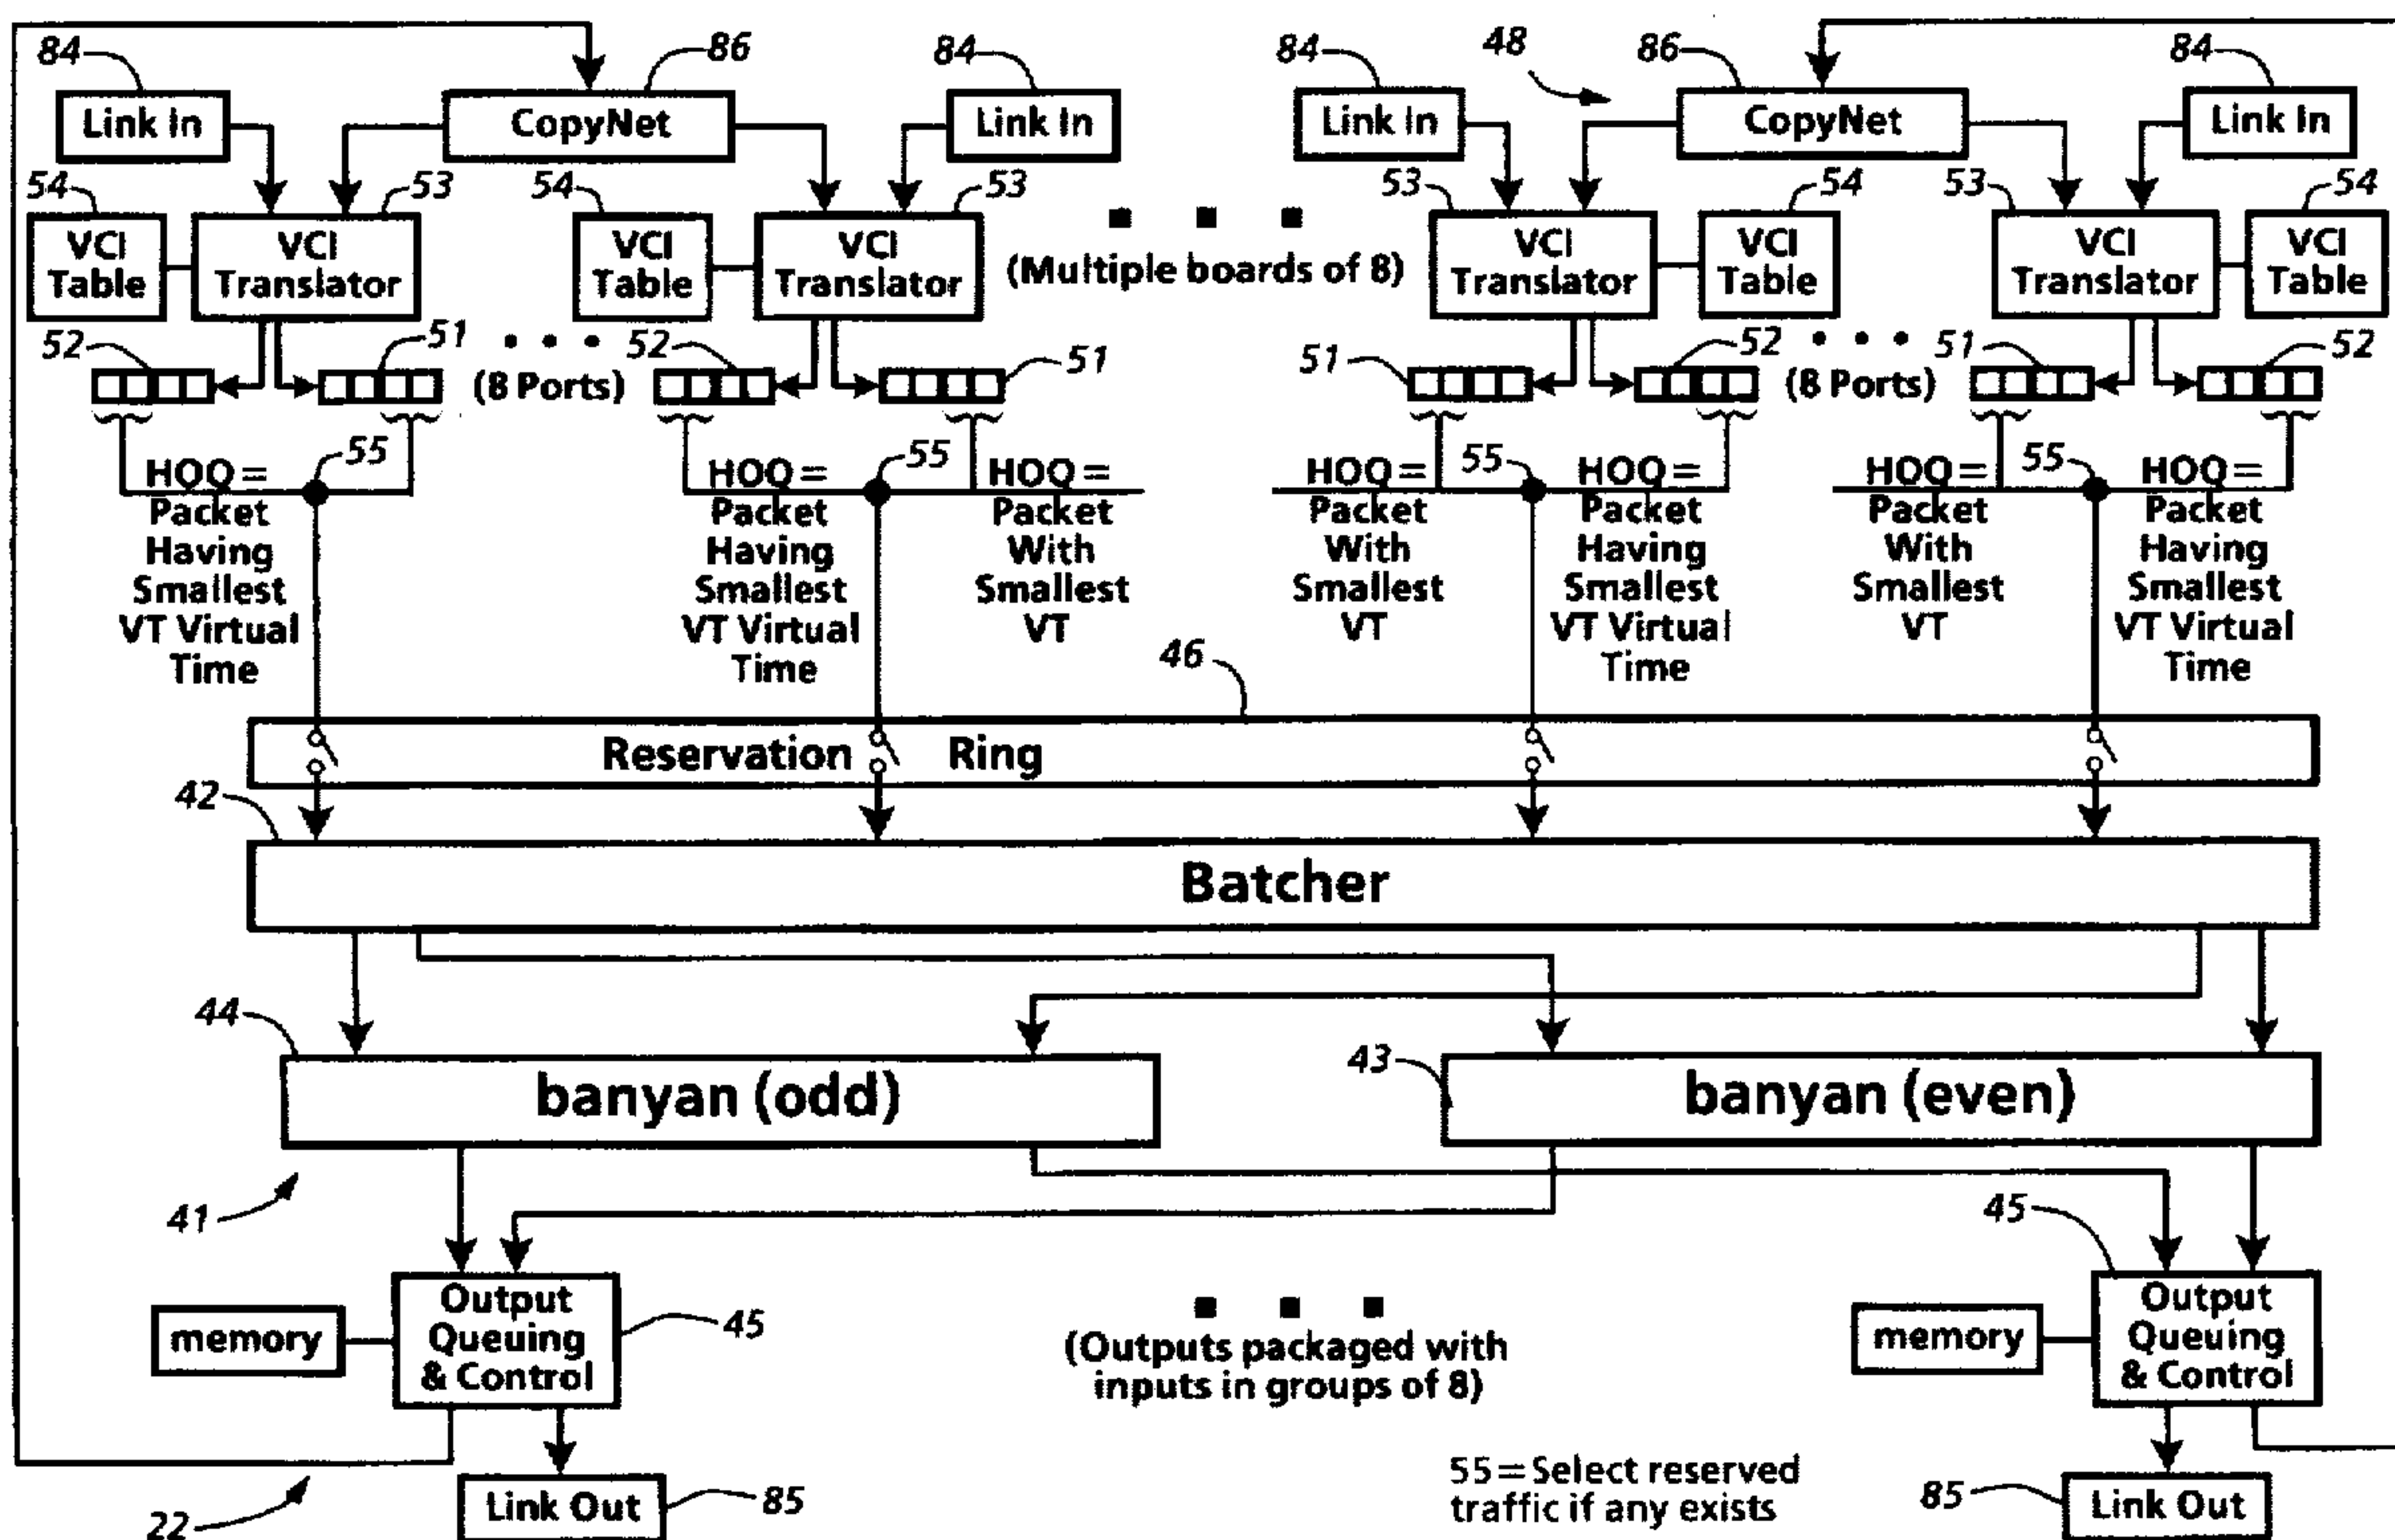 84
86
84
84
48
86
84
Link In
CopyNet
Link In
Link In
CopyNet
Link In
54
53
54
53
53
54
53
54
VCI
Table
VCI
Translator
VCI
Table
VCI
Translator
(Multiple boards of 8)
VCI
Translator
VCI
Table
VCI
Translator
VCI
Table
52
51
(8 Ports)
52
51
51
52
(8 Ports)
51
52
HOQ =
Packet
Having
Smallest
VT Virtual
Time
55
HOQ =
Packet
Having
Smallest
VT Virtual
Time
55
HOQ =
Packet
With
Smallest
VT
HOQ =
Packet
With
Smallest
VT
55
HOQ =
Packet
Having
Smallest
VT Virtual
Time
HOQ =
Packet
With
Smallest
VT
55
HOQ =
Packet
Having
Smallest
VT Virtual
Time
46
Reservation Ring
42
Batcher
44
banyan (odd)
43
banyan (even)
41
45
45
memory
Output
Queuing
& Control
(Outputs packaged with
inputs in groups of 8)
memory
Output
Queuing
& Control
22
Link Out
85
55 = Select reserved
traffic if any exists
85
Link Out